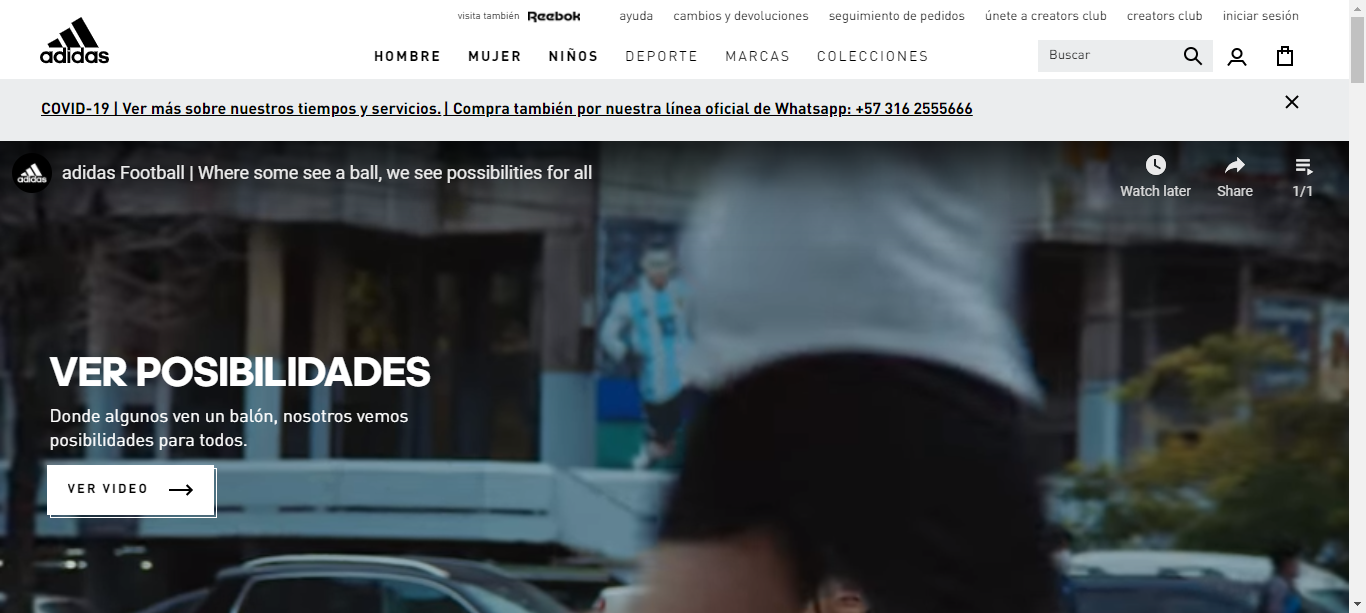 visita también Reebok ayuda cambios y devoluciones seguimiento de pedidos únete a creators club creators club iniciar sesión
adidas
HOMBRE MUJER NIÑOS DEPORTE MARCAS COLECCIONES Buscar
COVID-19 | Ver más sobre nuestros tiempos y servicios. | Compra también por nuestra línea oficial de Whatsapp: +57 316 2555666
adidas adidas Football | Where some see a ball, we see possibilities for all
Watch later Share 1/1
VER POSIBILIDADES
Donde algunos ven un balón, nosotros vemos
posibilidades para todos.
VER VIDEO